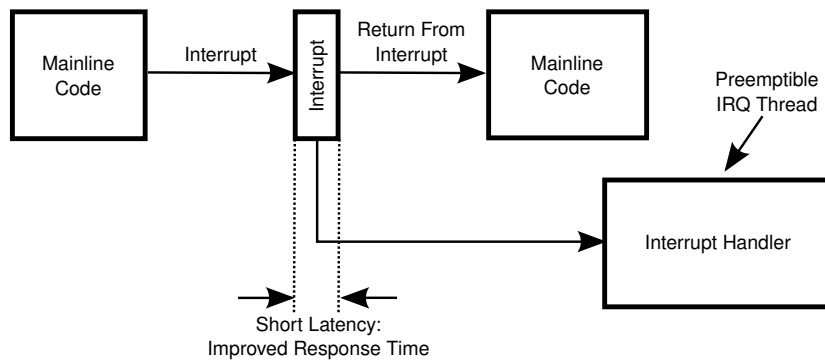 Mainline
Code
Interrupt
Interrupt
Return From
Interrupt
Mainline
Code
Preemptible
IRQ Thread
Interrupt Handler
Short Latency:
Improved Response Time